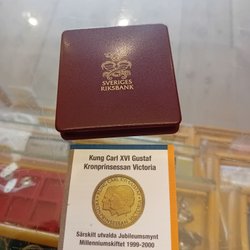 SVERIGES
RIKSBANK
Kung Carl XVI Gustaf
Kronprinsessan Victoria
Särskilt utvalda Jubileumsmynt
Millenniumskiftet 1999-2000